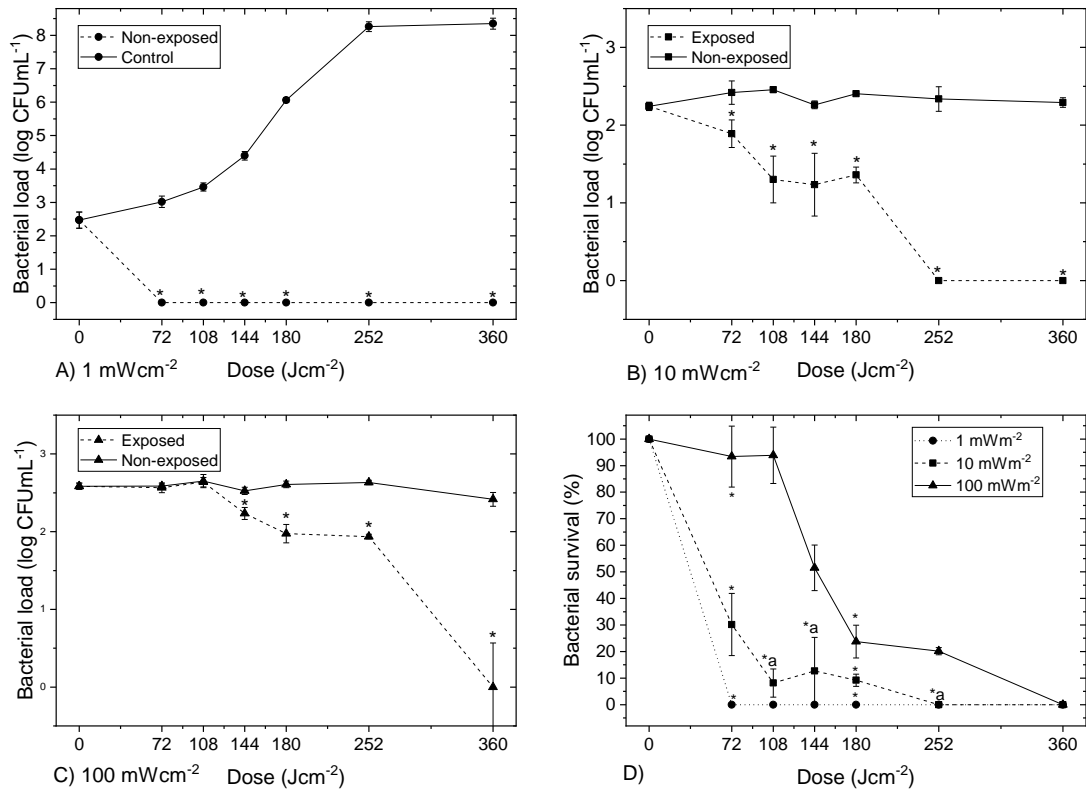 Non-exposed
Control
Bacterial load (log CFUmL⁻¹)
8
7
6
5
4
3
2
1
0
* * * * * *
0 72 108 144 180 252 360
A) 1 mWcm⁻² Dose (Jcm⁻²)
Exposed
Non-exposed
Bacterial load (log CFUmL⁻¹)
3
2
1
0
* * * * * *
0 72 108 144 180 252 360
B) 10 mWcm⁻² Dose (Jcm⁻²)
Exposed
Non-exposed
Bacterial load (log CFUmL⁻¹)
3
2
1
0
* * * *
0 72 108 144 180 252 360
C) 100 mWcm⁻² Dose (Jcm⁻²)
1 mWm⁻²
10 mWm⁻²
100 mWm⁻²
Bacterial survival (%)
100
90
80
70
60
50
40
30
20
10
0
*
*
*
*a
*a
*
*
*
*a
0 72 108 144 180 252 360
D) Dose (Jcm⁻²)